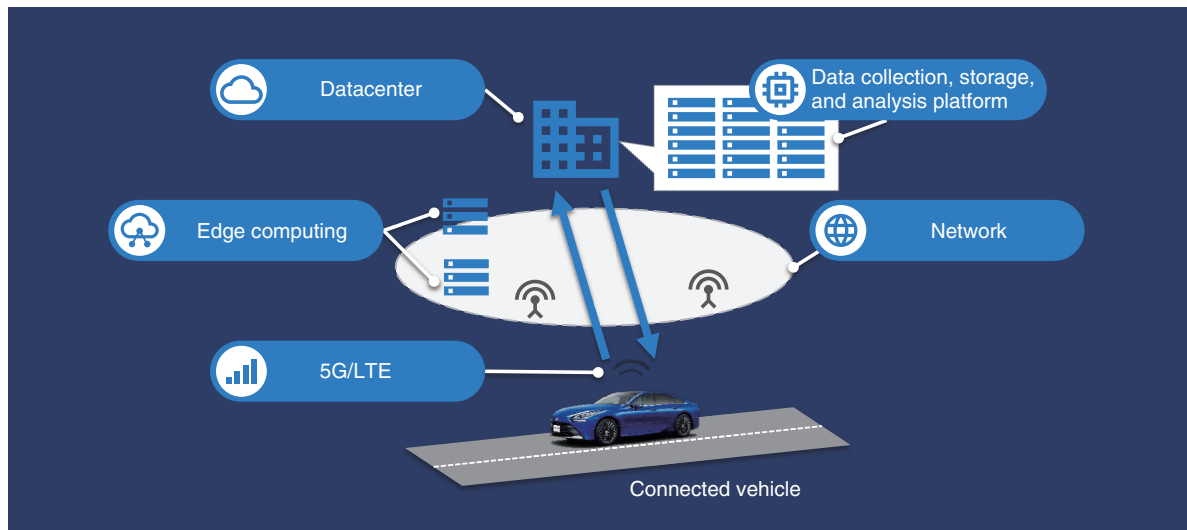 Datacenter
Data collection, storage,
and analysis platform
Edge computing
Network
5G/LTE
Connected vehicle